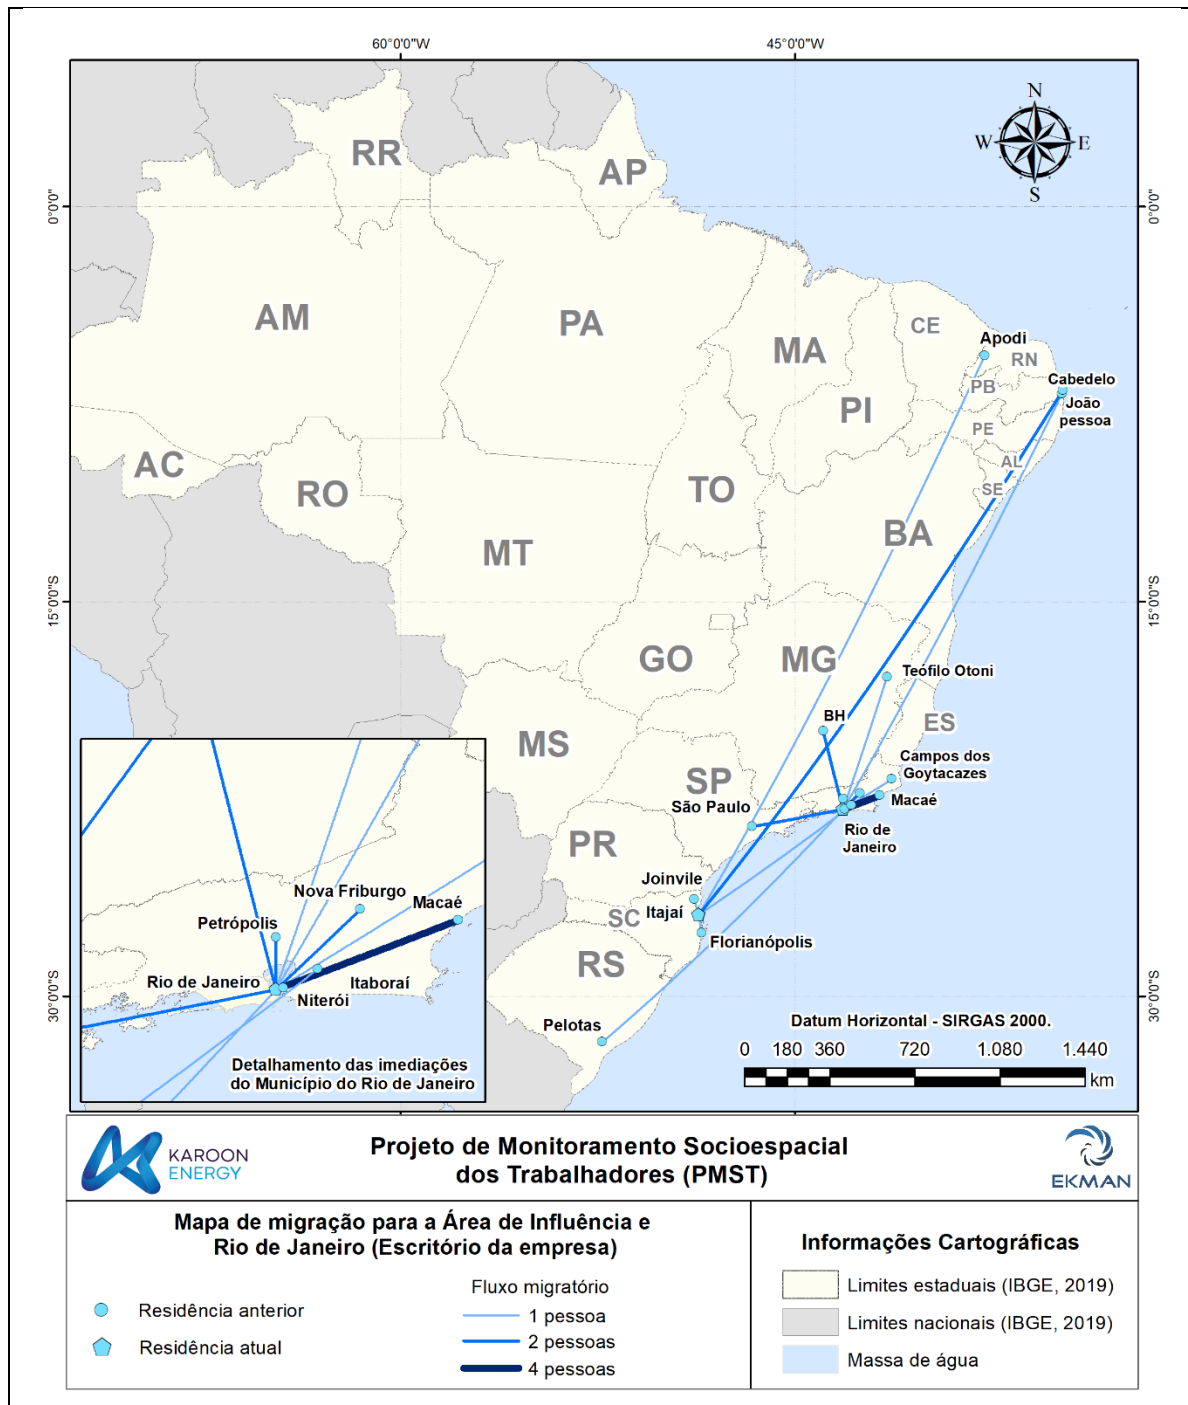 60°0'0"W
45°0'0"W
N
W
E
S
RR
AP
0°0'0"
0°0'0"
AM
PA
MA
CE
Apodi
RN
Cabedelo
PB
João
pessoa
PI
PE
AC
AL
RO
TO
SE
BA
MT
15°0'0"S
15°0'0"S
GO
MG
Teófilo Otoni
BH
ES
MS
SP
Campos dos
Goytacazes
São Paulo
Macaé
Rio de
Janeiro
PR
Joinvile
Itajaí
SC
Florianópolis
RS
Nova Friburgo
Macaé
Petrópolis
Rio de Janeiro
Itaboraí
Niterói
30°0'0"S
30°0'0"S
Pelotas
Detalhamento das imediações
do Município do Rio de Janeiro
Datum Horizontal - SIRGAS 2000.
0 180 360 720 1.080 1.440
km
KAROON
ENERGY
Projeto de Monitoramento Socioespacial
dos Trabalhadores (PMST)
EKMAN
Mapa de migração para a Área de Influência e
Rio de Janeiro (Escritório da empresa)
Residência anterior
Residência atual
Fluxo migratório
1 pessoa
2 pessoas
4 pessoas
Informações Cartográficas
Limites estaduais (IBGE, 2019)
Limites nacionais (IBGE, 2019)
Massa de água